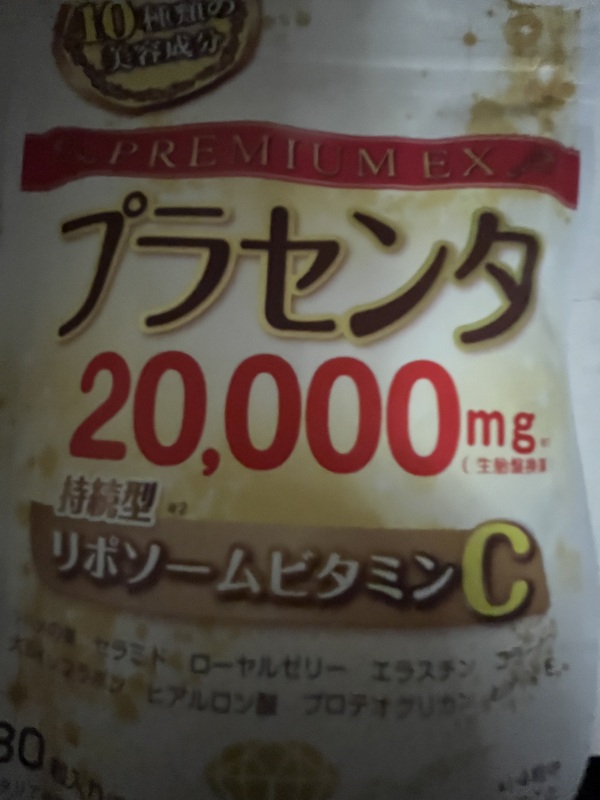 10種類の
美容成分
PREMIUM EX
プラセンタ
20,000mg
(生胎盤換算
持続型 ※2
リポソームビタミンC
セラミド ローヤルゼリー エラスチン
ヒアルロン酸 プロテオグリカン